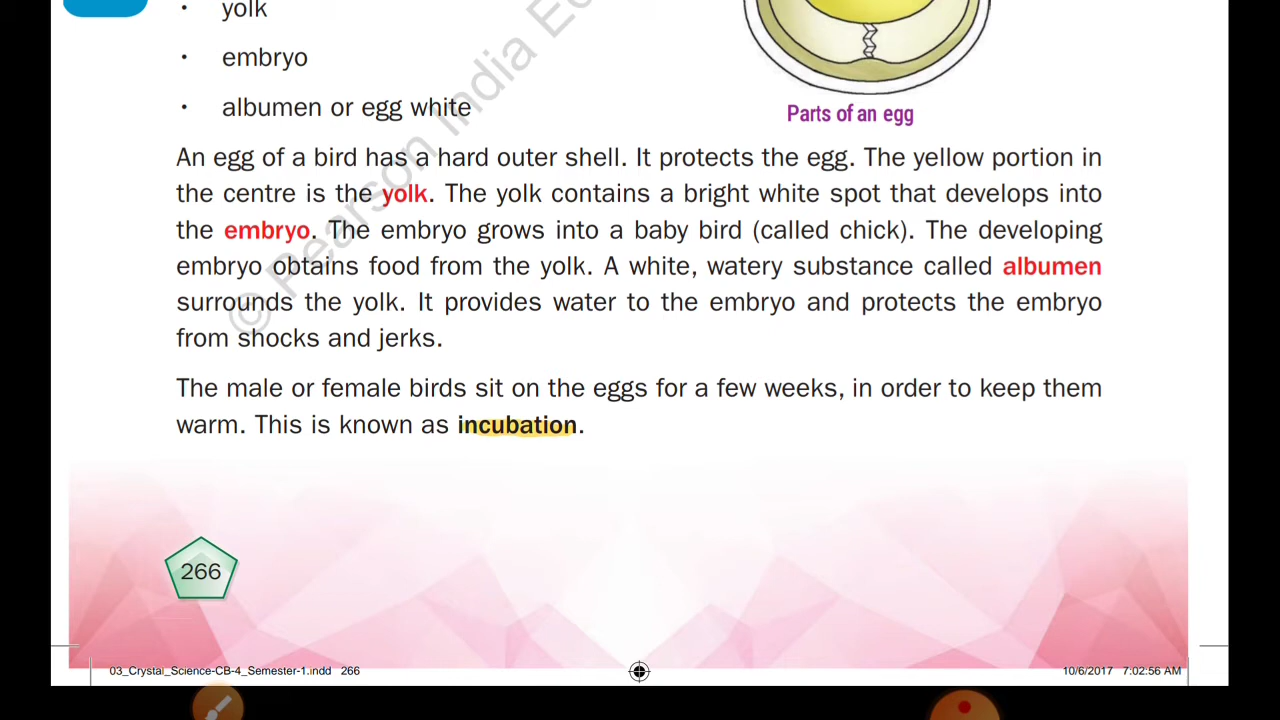 • yolk
• embryo
• albumen or egg white
Parts of an egg
An egg of a bird has a hard outer shell. It protects the egg. The yellow portion in
the centre is the yolk. The yolk contains a bright white spot that develops into
the embryo. The embryo grows into a baby bird (called chick). The developing
embryo obtains food from the yolk. A white, watery substance called albumen
surrounds the yolk. It provides water to the embryo and protects the embryo
from shocks and jerks.
The male or female birds sit on the eggs for a few weeks, in order to keep them
warm. This is known as incubation.
© Pearson India
266
03_Crystal_Science-CB-4_Semester-1.indd 266
10/6/2017 7:02:56 AM